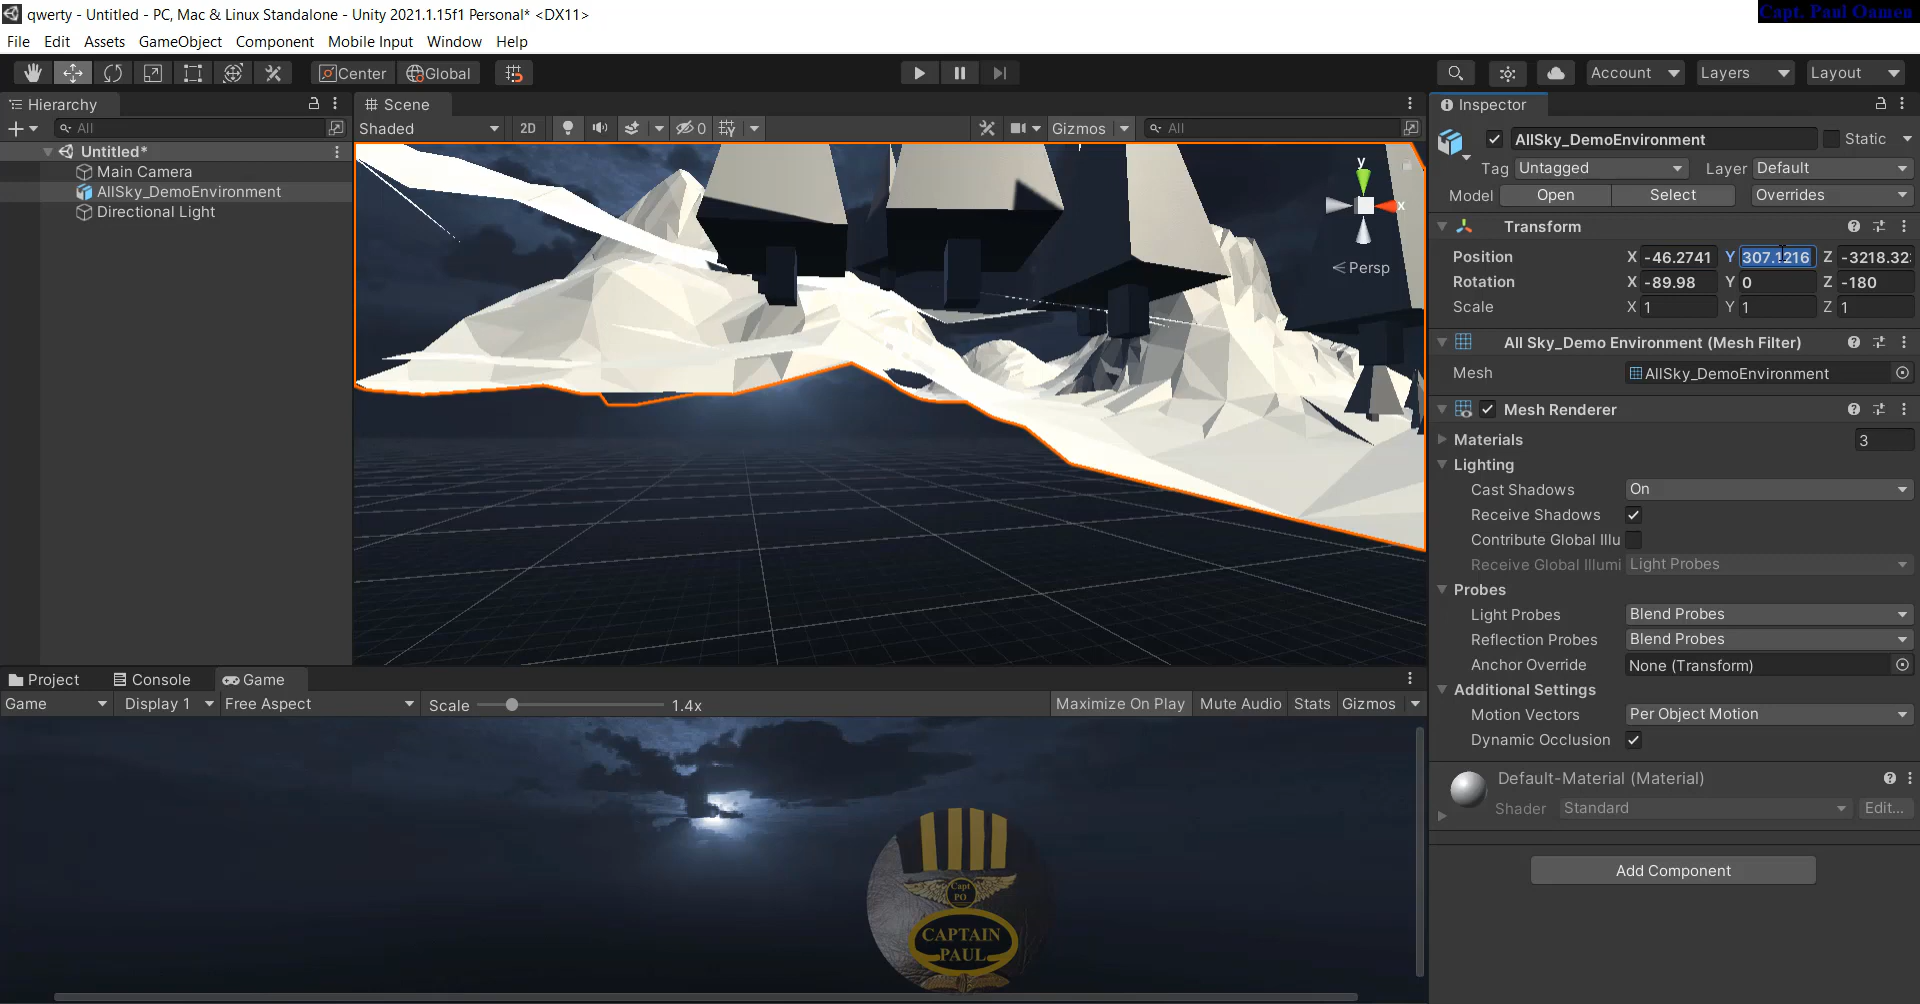 qwerty - Untitled - PC, Mac & Linux Standalone - Unity 2021.1.15f1 Personal* <DX11>
Capt. Paul Oamen
File Edit Assets GameObject Component Mobile Input Window Help
Center Global Account Layers Layout
Hierarchy
All
Untitled*
Main Camera
AllSky_DemoEnvironment
Directional Light
Scene
Shaded 2D 0 Gizmos All
y
x
Persp
Inspector
AllSky_DemoEnvironment Static
Tag Untagged Layer Default
Model Open Select Overrides
Transform
Position X -46.2741 Y 307.1216 Z -3218.32
Rotation X -89.98 Y 0 Z -180
Scale X 1 Y 1 Z 1
All Sky_Demo Environment (Mesh Filter)
Mesh AllSky_DemoEnvironment
Mesh Renderer
Materials 3
Lighting
Cast Shadows On
Receive Shadows
Contribute Global Illu
Receive Global Illumi Light Probes
Probes
Light Probes Blend Probes
Reflection Probes Blend Probes
Anchor Override None (Transform)
Additional Settings
Motion Vectors Per Object Motion
Dynamic Occlusion
Default-Material (Material)
Shader Standard Edit...
Add Component
Project Console Game
Game Display 1 Free Aspect Scale 1.4x Maximize On Play Mute Audio Stats Gizmos
Capt
PO
CAPTAIN
PAUL